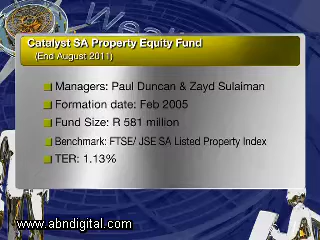 Catalyst SA Property Equity Fund
(End August 2011)
Managers: Paul Duncan & Zayd Sulaiman
Formation date: Feb 2005
Fund Size: R 581 million
Benchmark: FTSE/ JSE SA Listed Property Index
TER: 1.13%
www.abndigital.com